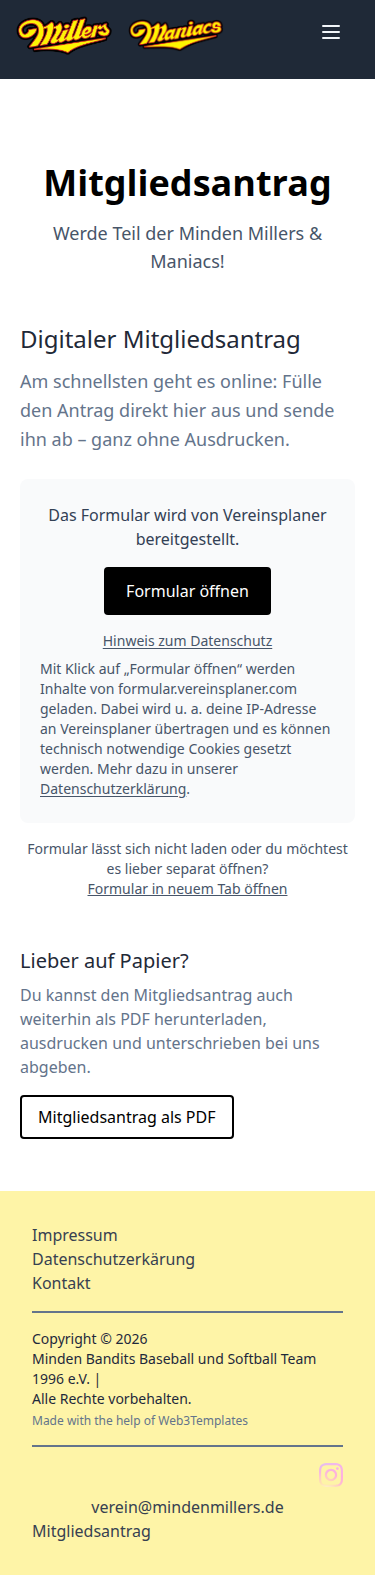 Millers Maniacs
Mitgliedsantrag
Werde Teil der Minden Millers &
Maniacs!
Digitaler Mitgliedsantrag
Am schnellsten geht es online: Fülle
den Antrag direkt hier aus und sende
ihn ab – ganz ohne Ausdrucken.
Das Formular wird von Vereinsplaner
bereitgestellt.
Formular öffnen
Hinweis zum Datenschutz
Mit Klick auf „Formular öffnen“ werden
Inhalte von formular.vereinsplaner.com
geladen. Dabei wird u. a. deine IP-Adresse
an Vereinsplaner übertragen und es können
technisch notwendige Cookies gesetzt
werden. Mehr dazu in unserer
Datenschutzerklärung.
Formular lässt sich nicht laden oder du möchtest
es lieber separat öffnen?
Formular in neuem Tab öffnen
Lieber auf Papier?
Du kannst den Mitgliedsantrag auch
weiterhin als PDF herunterladen,
ausdrucken und unterschrieben bei uns
abgeben.
Mitgliedsantrag als PDF
Impressum
Datenschutzerkärung
Kontakt
Copyright © 2026
Minden Bandits Baseball und Softball Team
1996 e.V. |
Alle Rechte vorbehalten.
Made with the help of Web3Templates
verein@mindenmillers.de
Mitgliedsantrag